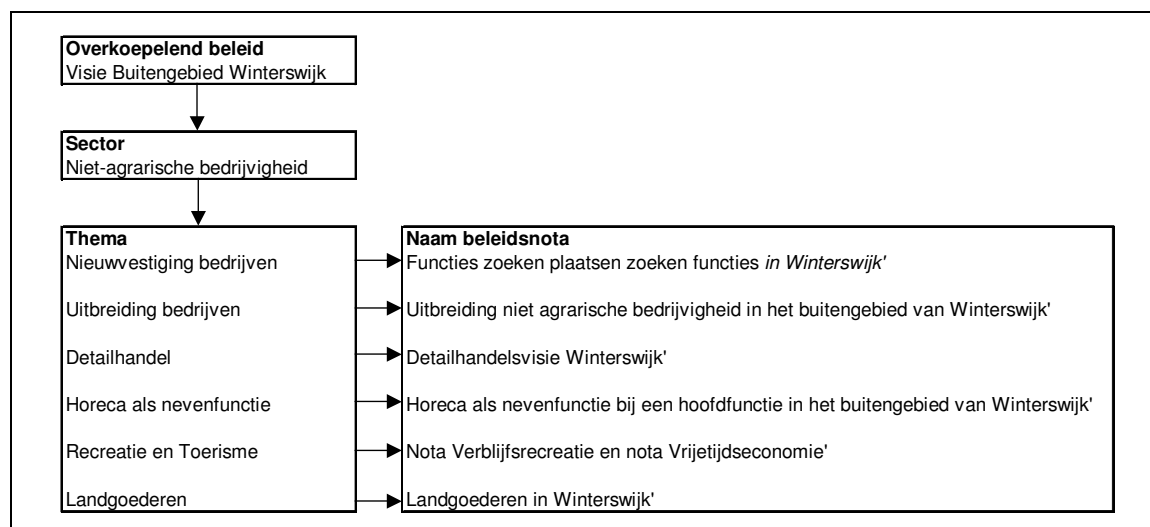 Overkoepelend beleid
Visie Buitengebied Winterswijk
Sector
Niet-agrarische bedrijvigheid
Thema
Naam beleidsnota
Nieuwvestiging bedrijven
Functies zoeken plaatsen zoeken functies in Winterswijk'
Uitbreiding bedrijven
Uitbreiding niet agrarische bedrijvigheid in het buitengebied van Winterswijk'
Detailhandel
Detailhandelsvisie Winterswijk'
Horeca als nevenfunctie
Horeca als nevenfunctie bij een hoofdfunctie in het buitengebied van Winterswijk'
Recreatie en Toerisme
Nota Verblijfsrecreatie en nota Vrijetijdseconomie'
Landgoederen
Landgoederen in Winterswijk'